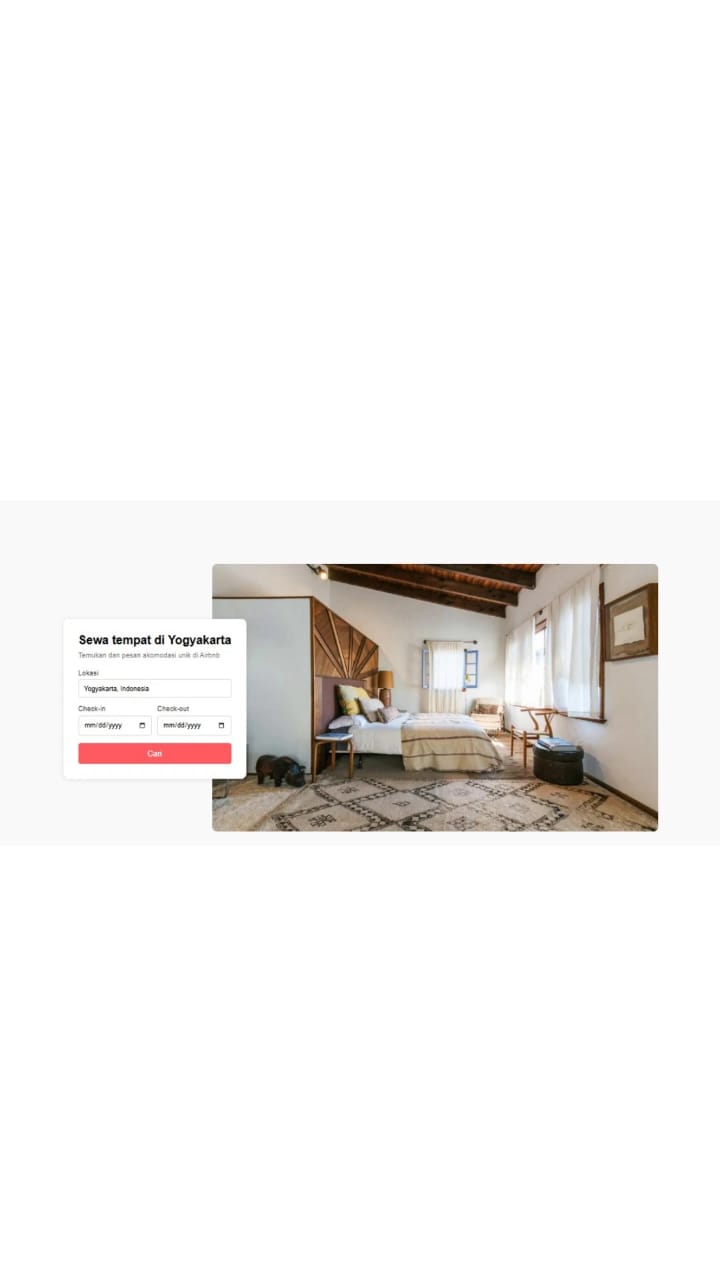 Sewa tempat di Yogyakarta
Temukan dan pesan akomodasi unik di Airbnb
Lokasi
Yogyakarta, Indonesia
Check-in Check-out
mm/dd/yyyy mm/dd/yyyy
Cari